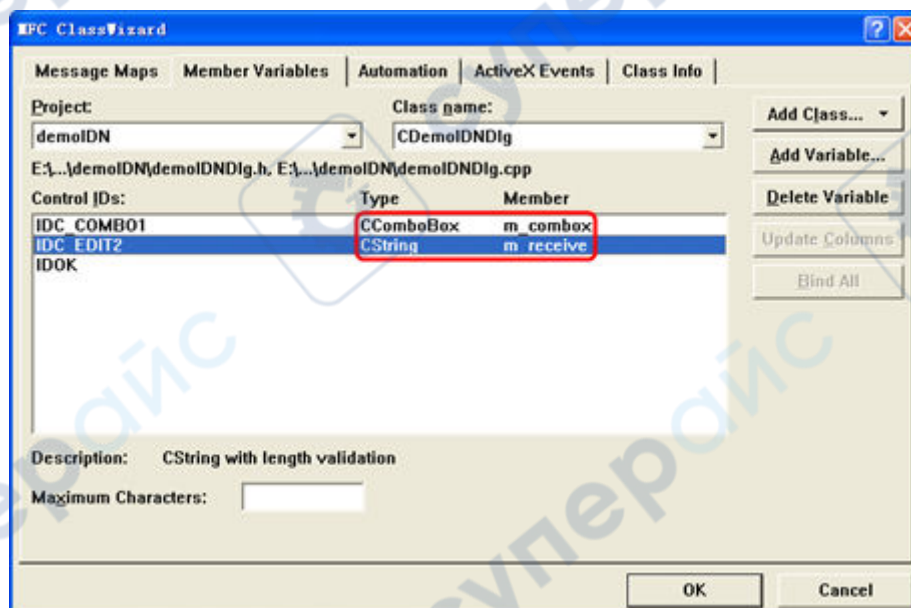 MFC ClassWizard
Message Maps Member Variables Automation ActiveX Events Class Info
Project: Class name:
demoIDN CDemoIDNDlg
Add Class...
E:\...\demoIDN\demoIDNDlg.h, E:\...\demoIDN\demoIDNDlg.cpp
Add Variable...
Control IDs: Type Member
Delete Variable
IDC_COMBO1 CComboBox m_combox
IDC_EDIT2 CString m_receive
Update Columns
IDOK
Bind All
Description: CString with length validation
Maximum Characters:
OK Cancel